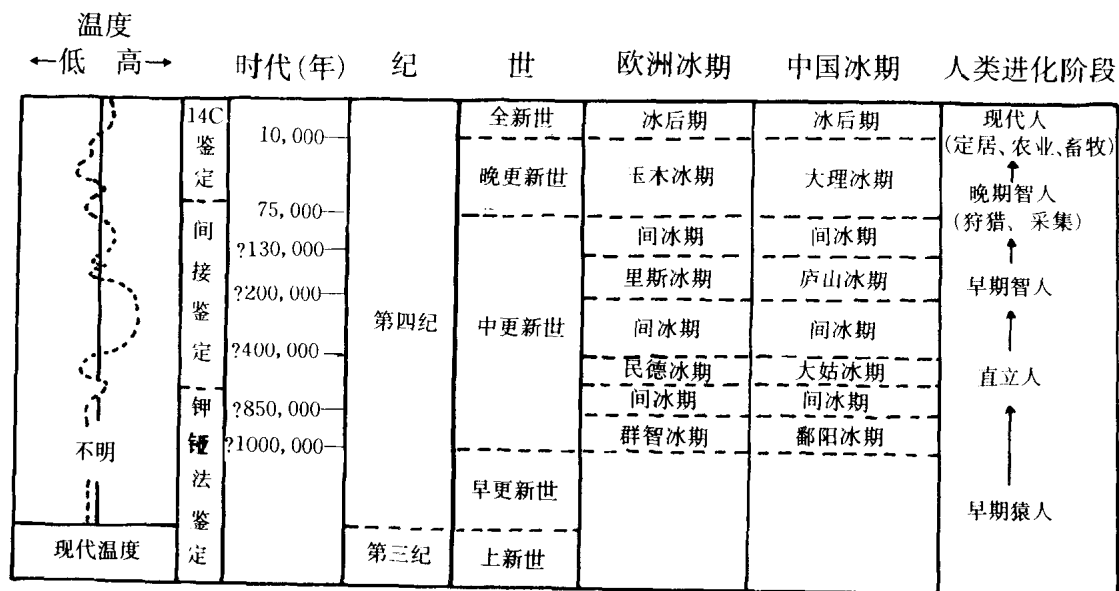 温度
←低 高→ 时代(年) 纪 世 欧洲冰期 中国冰期 人类进化阶段
14C鉴定
间接鉴定
钾氩法鉴定
不明
现代温度
10,000
75,000
?130,000
?200,000
?400,000
?850,000
?1000,000
第四纪
第三纪
全新世
晚更新世
中更新世
早更新世
上新世
冰后期
玉木冰期
间冰期
里斯冰期
间冰期
民德冰期
间冰期
群智冰期
冰后期
大理冰期
间冰期
庐山冰期
间冰期
大姑冰期
间冰期
鄱阳冰期
现代人
(定居、农业、畜牧)
晚期智人
(狩猎、采集)
早期智人
直立人
早期猿人